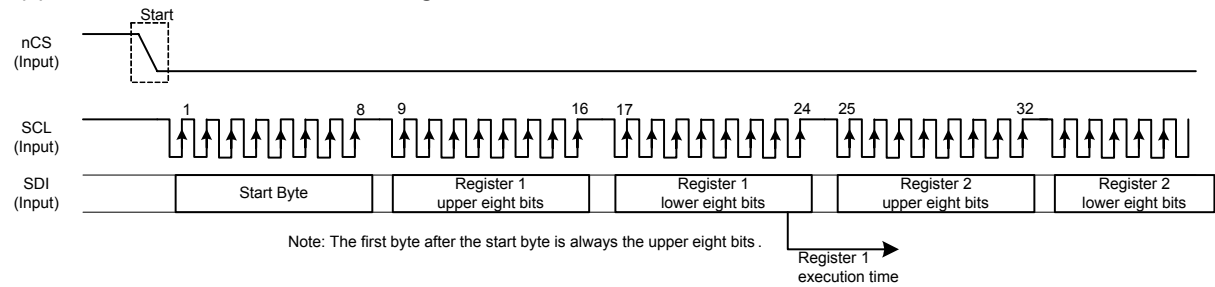 Start
nCS
(Input)
1 8 9 16 17 24 25 32
SCL
(Input)
SDI
(Input)
Start Byte
Register 1
upper eight bits
Register 1
lower eight bits
Register 2
upper eight bits
Register 2
lower eight bits
Note: The first byte after the start byte is always the upper eight bits .
Register 1
execution time